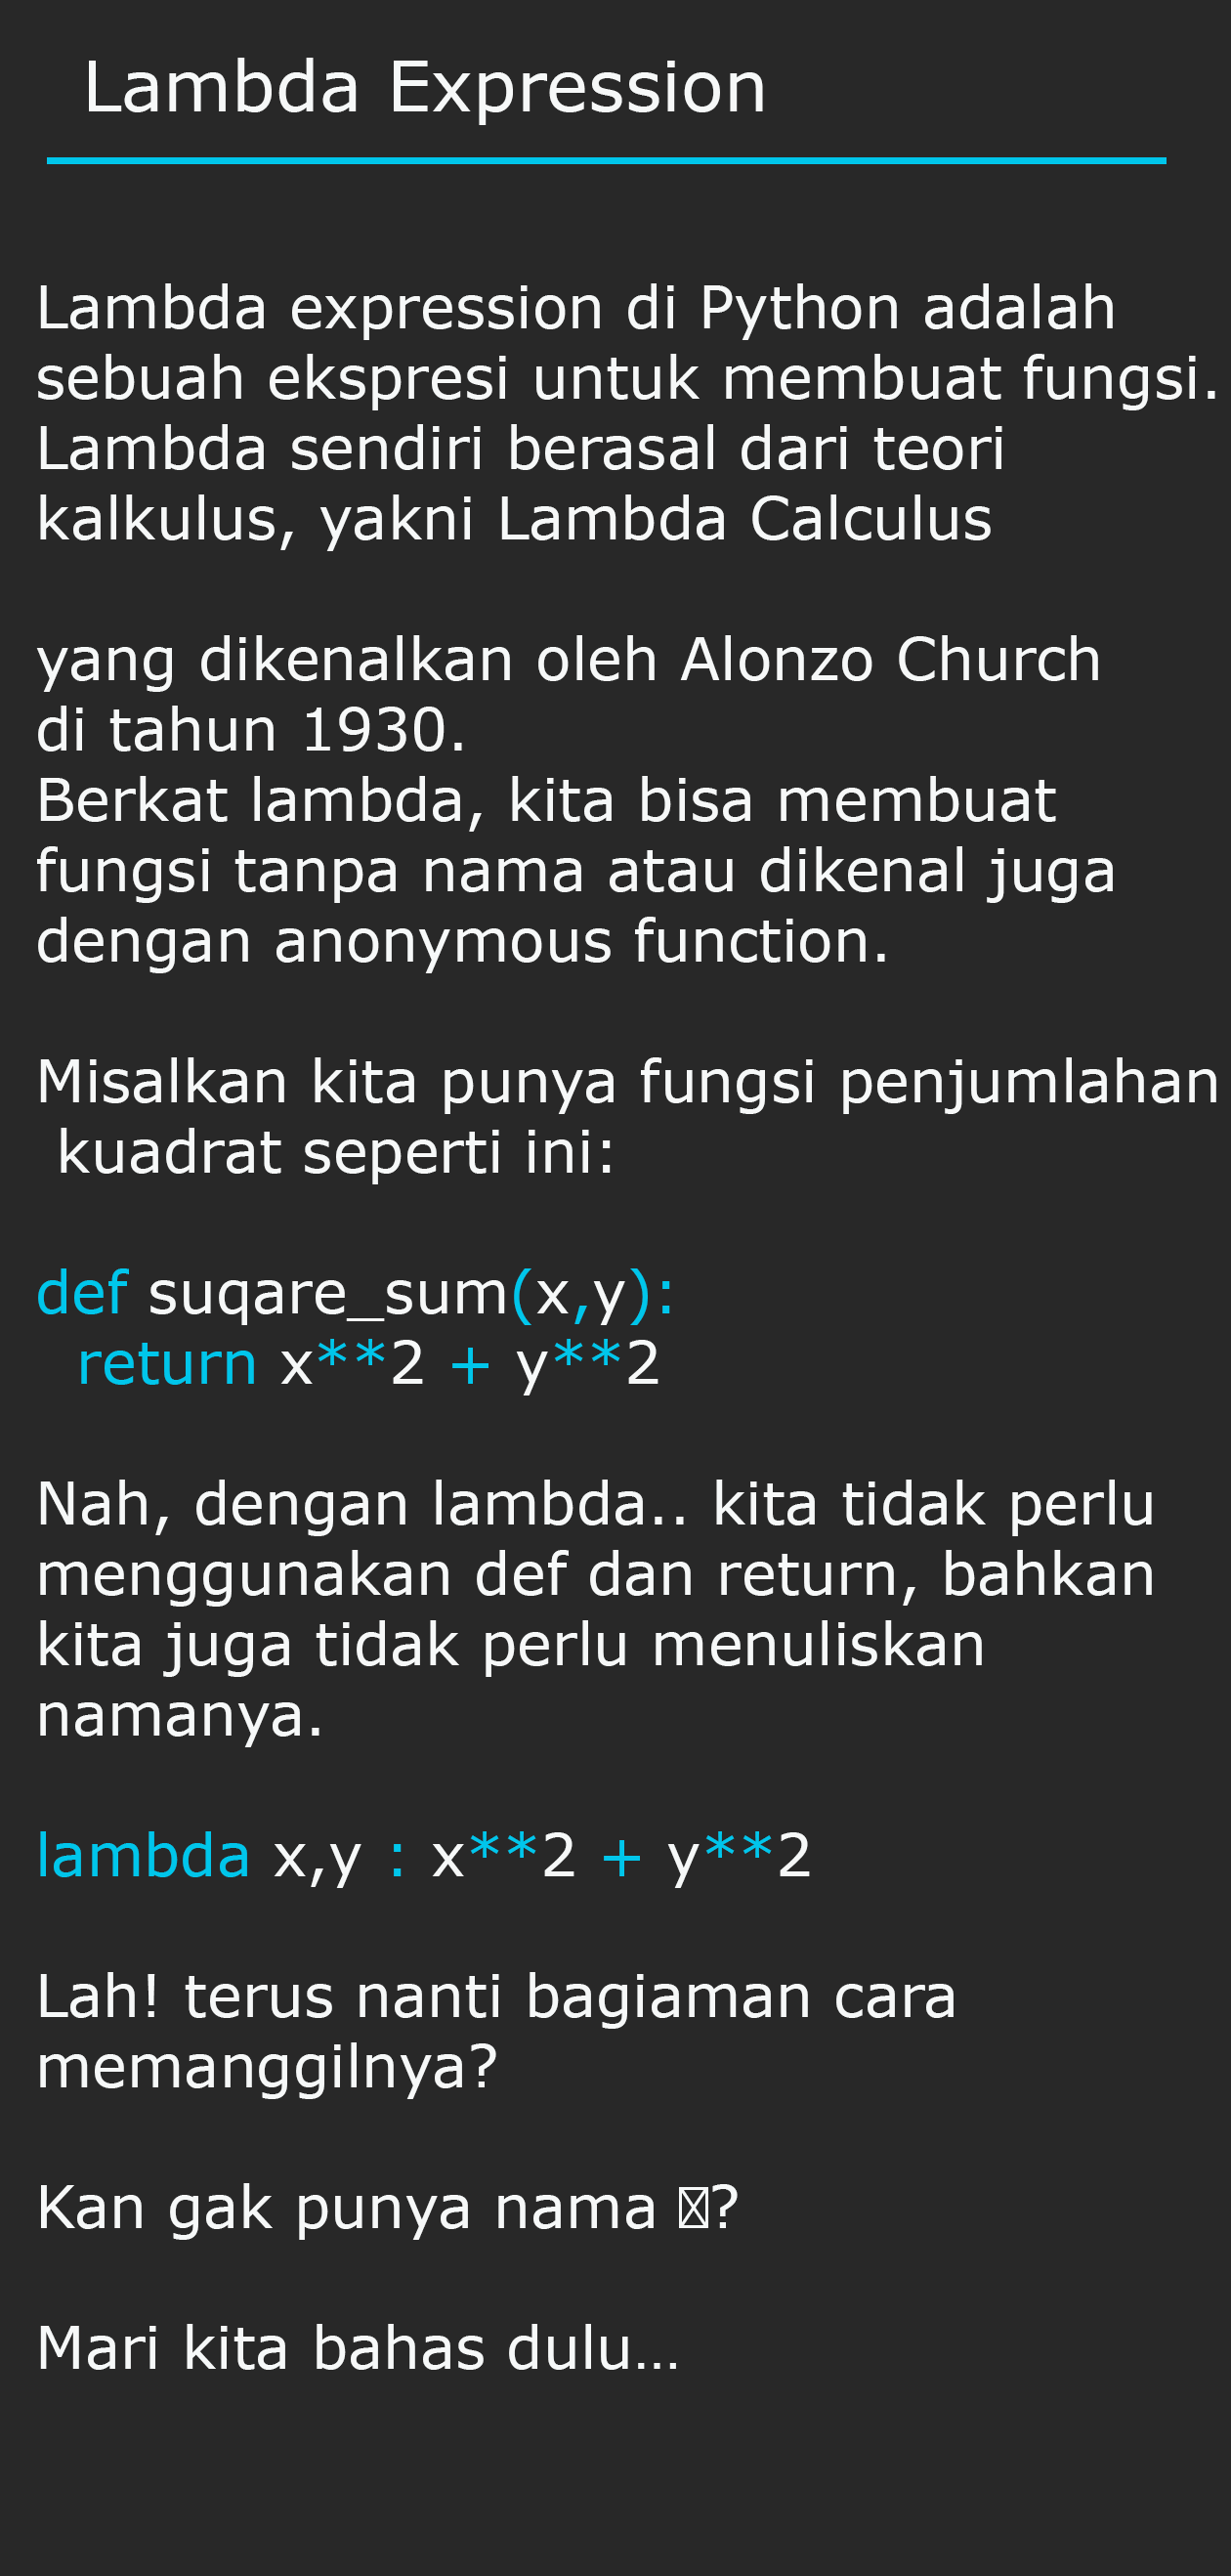 Lambda Expression
Lambda expression di Python adalah
sebuah ekspresi untuk membuat fungsi.
Lambda sendiri berasal dari teori
kalkulus, yakni Lambda Calculus
yang dikenalkan oleh Alonzo Church
di tahun 1930.
Berkat lambda, kita bisa membuat
fungsi tanpa nama atau dikenal juga
dengan anonymous function.
Misalkan kita punya fungsi penjumlahan
kuadrat seperti ini:
def suqare_sum(x,y):
return x**2 + y**2
Nah, dengan lambda.. kita tidak perlu
menggunakan def dan return, bahkan
kita juga tidak perlu menuliskan
namanya.
lambda x,y : x**2 + y**2
Lah! terus nanti bagiaman cara
memanggilnya?
Kan gak punya nama ?
Mari kita bahas dulu…